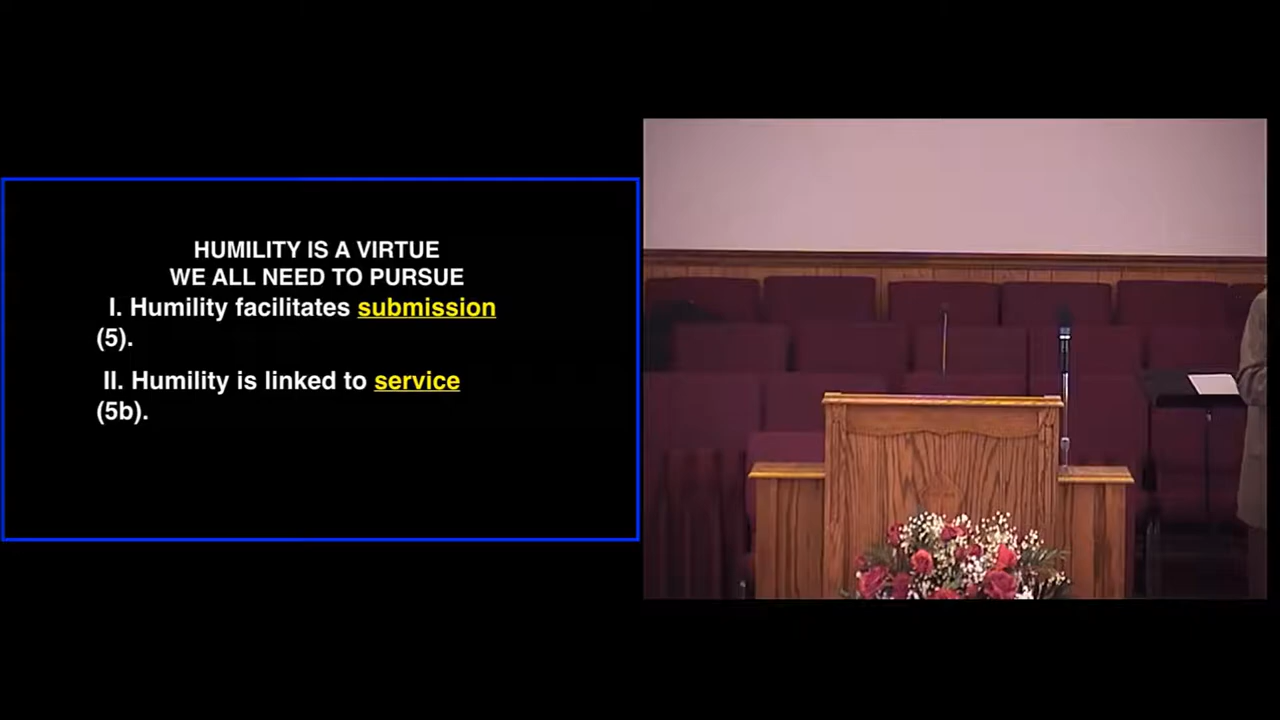 HUMILITY IS A VIRTUE
WE ALL NEED TO PURSUE
I. Humility facilitates submission
(5).
II. Humility is linked to service
(5b).